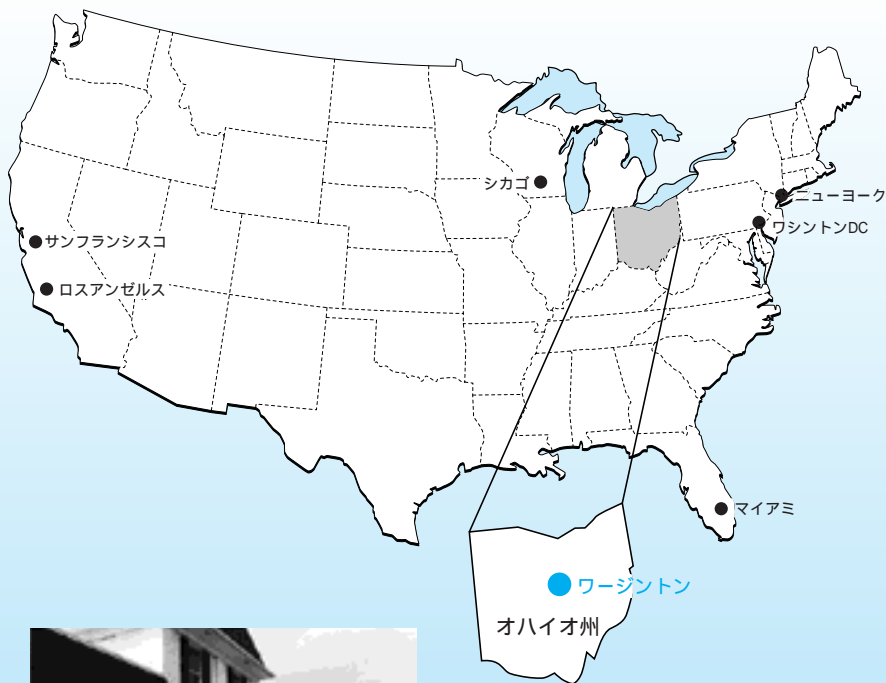 シカゴ
ニューヨーク
ワシントンDC
サンフランシスコ
ロスアンゼルス
マイアミ
ワージントン
オハイオ州